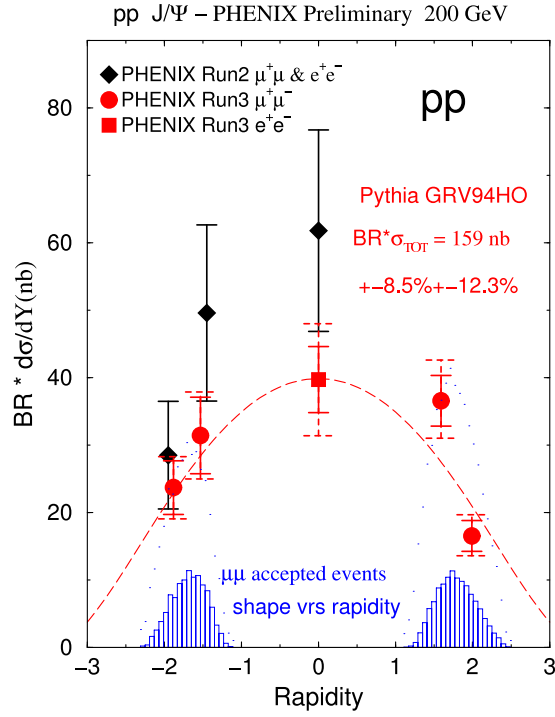 pp J/Ψ – PHENIX Preliminary 200 GeV
PHENIX Run2 μ⁺μ & e⁺e⁻
PHENIX Run3 μ⁺μ⁻
PHENIX Run3 e⁺e⁻
pp
Pythia GRV94HO
BR*σ_TOT = 159 nb
+−8.5%+−12.3%
BR * dσ/dY(nb)
80
60
40
20
0
μμ accepted events
shape vrs rapidity
−3 −2 −1 0 1 2 3
Rapidity